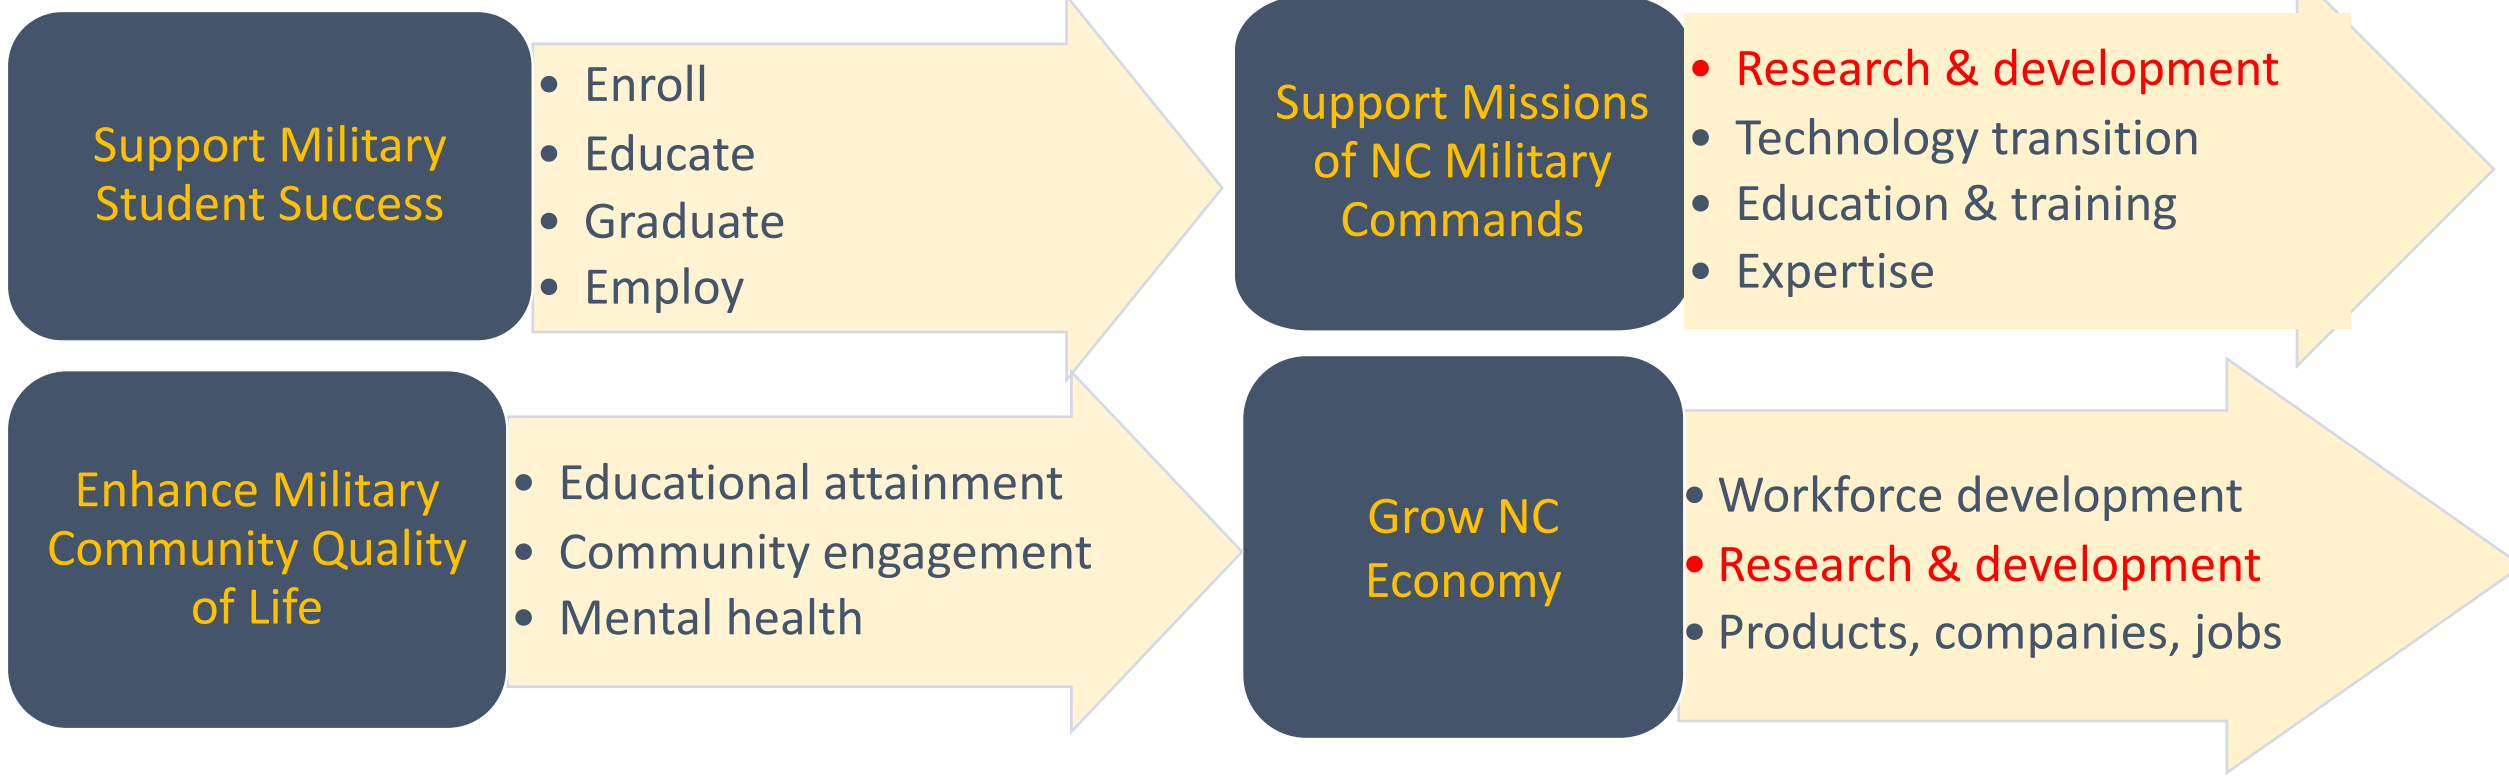 Support Military
Student Success
• Enroll
• Educate
• Graduate
• Employ
Support Missions
of NC Military
Commands
• Research & development
• Technology transition
• Education & training
• Expertise
Enhance Military
Community Quality
of Life
• Educational attainment
• Community engagement
• Mental health
Grow NC
Economy
• Workforce development
• Research & development
• Products, companies, jobs